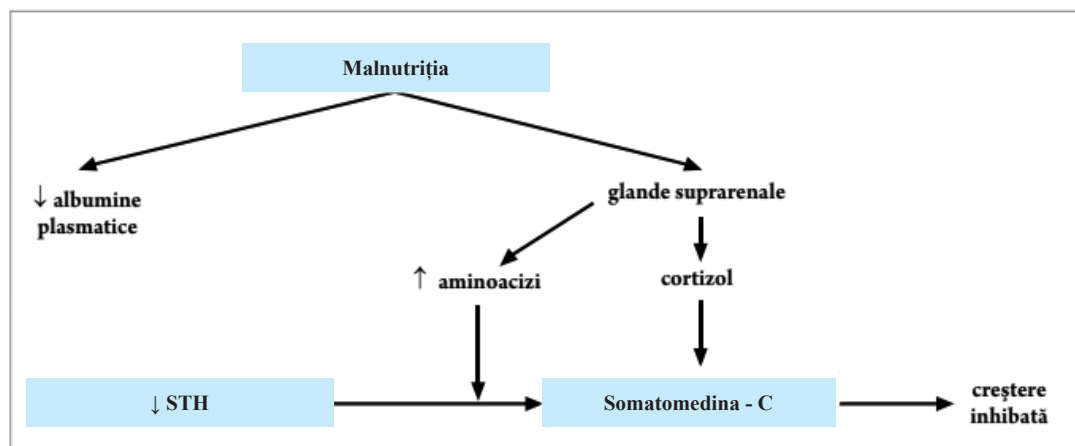 Malnutriția
↓ albumine
plasmatice
glande suprarenale
↑ aminoacizi
cortizol
↓ STH
Somatomedina - C
creștere
inhibată